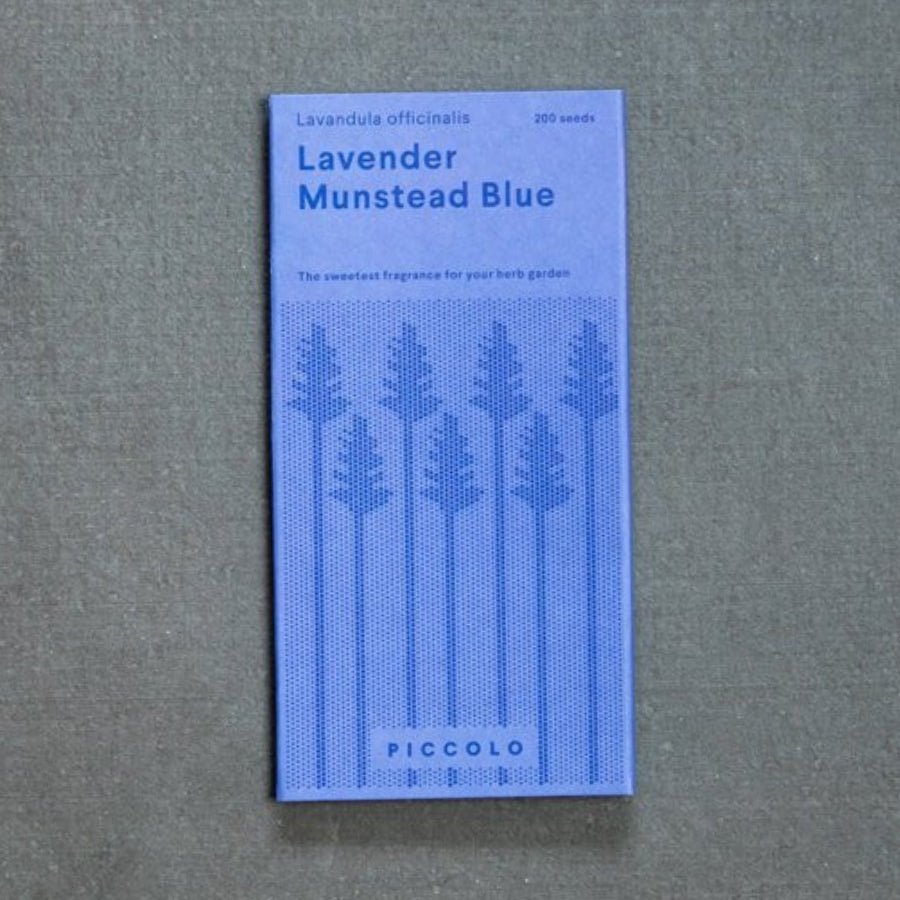 Lavandula officinalis
200 seeds
Lavender
Munstead Blue
The sweetest fragrance for your herb garden
PICCOLO